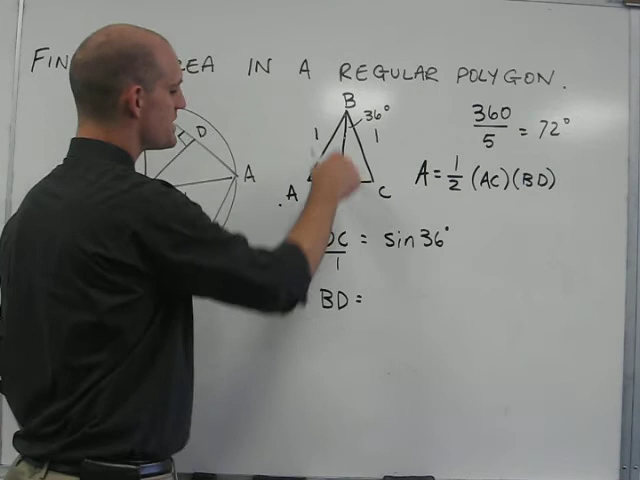 FIN EA IN A REGULAR POLYGON.
D
A
B
36°
1 1
A C
360
5 = 72°
A = 1/2 (AC)(BD)
DC/1 = sin 36°
BD =